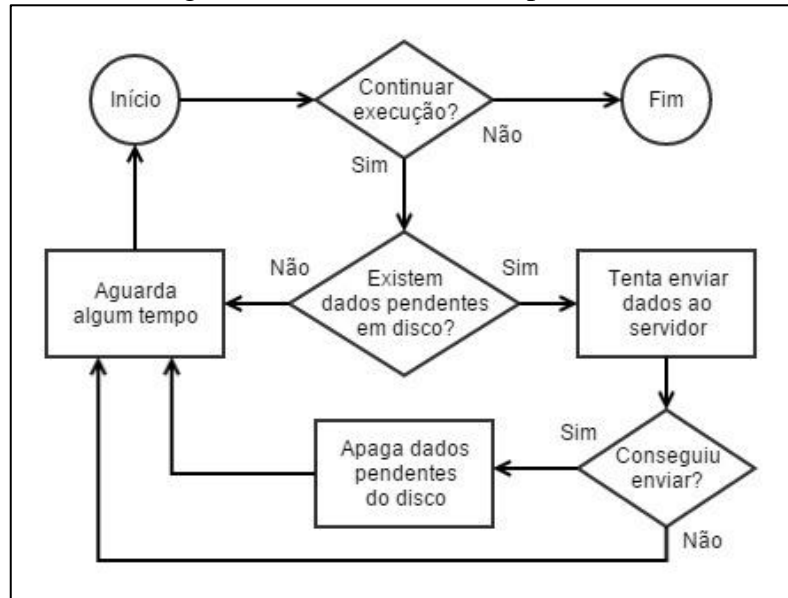 Início
Continuar
execução?
Fim
Não
Sim
Aguarda
algum tempo
Não
Existem
dados pendentes
em disco?
Sim
Tenta enviar
dados ao
servidor
Apaga dados
pendentes
do disco
Sim
Conseguiu
enviar?
Não